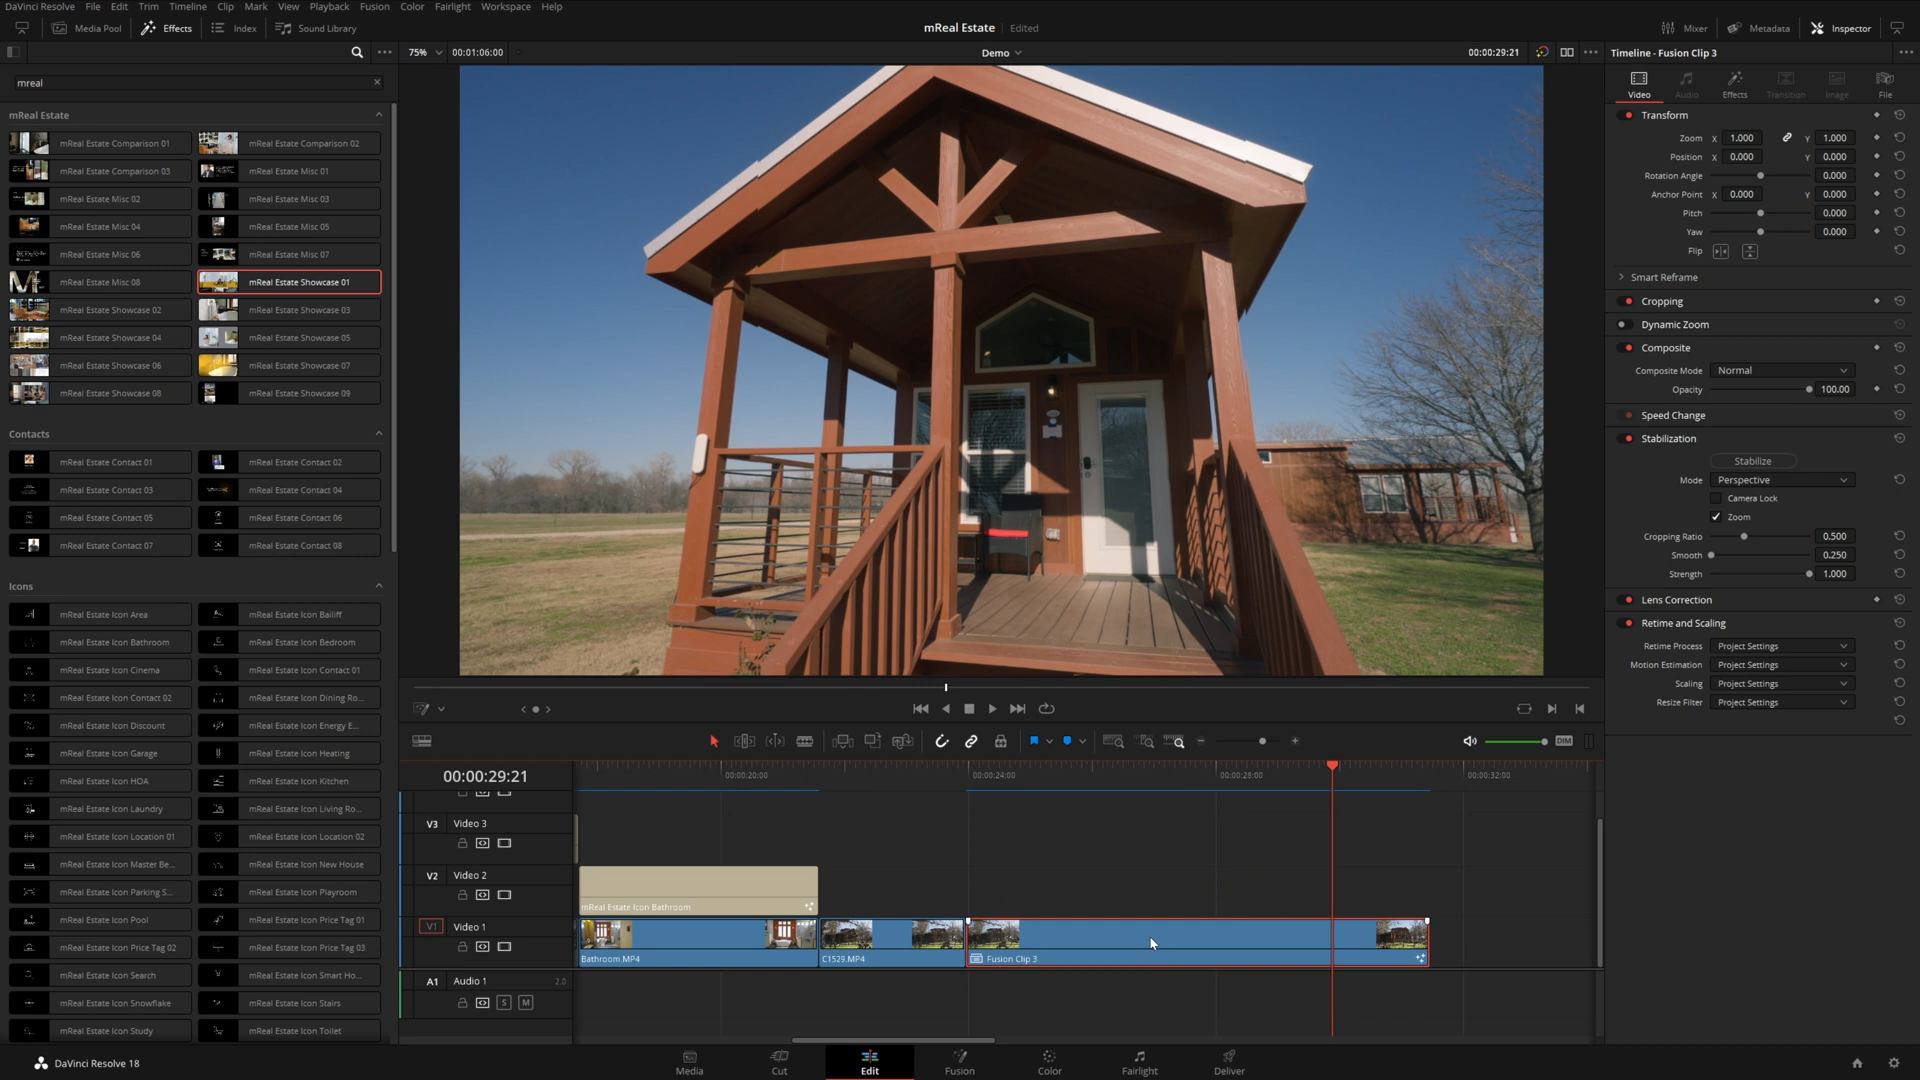 DaVinci Resolve File Edit Trim Timeline Clip Mark View Playback Fusion Color Fairlight Workspace Help
Media Pool Effects Index Sound Library mReal Estate Edited Mixer Metadata Inspector
75% 00:01:06:00 Demo 00:00:29:21 Timeline - Fusion Clip 3
mreal
Video Audio Effects Transition Image File
mReal Estate
mReal Estate Comparison 01 mReal Estate Comparison 02
mReal Estate Comparison 03 mReal Estate Misc 01
mReal Estate Misc 02 mReal Estate Misc 03
mReal Estate Misc 04 mReal Estate Misc 05
mReal Estate Misc 06 mReal Estate Misc 07
mReal Estate Misc 08 mReal Estate Showcase 01
mReal Estate Showcase 02 mReal Estate Showcase 03
mReal Estate Showcase 04 mReal Estate Showcase 05
mReal Estate Showcase 06 mReal Estate Showcase 07
mReal Estate Showcase 08 mReal Estate Showcase 09
Contacts
mReal Estate Contact 01 mReal Estate Contact 02
mReal Estate Contact 03 mReal Estate Contact 04
mReal Estate Contact 05 mReal Estate Contact 06
mReal Estate Contact 07 mReal Estate Contact 08
Icons
mReal Estate Icon Area mReal Estate Icon Bailiff
mReal Estate Icon Bathroom mReal Estate Icon Bedroom
mReal Estate Icon Cinema mReal Estate Icon Contact 01
mReal Estate Icon Contact 02 mReal Estate Icon Dining Ro...
mReal Estate Icon Discount mReal Estate Icon Energy E...
mReal Estate Icon Garage mReal Estate Icon Heating
mReal Estate Icon HOA mReal Estate Icon Kitchen
mReal Estate Icon Laundry mReal Estate Icon Living Ro...
mReal Estate Icon Location 01 mReal Estate Icon Location 02
mReal Estate Icon Master Be... mReal Estate Icon New House
mReal Estate Icon Parking S... mReal Estate Icon Playroom
mReal Estate Icon Pool mReal Estate Icon Price Tag 01
mReal Estate Icon Price Tag 02 mReal Estate Icon Price Tag 03
mReal Estate Icon Search mReal Estate Icon Smart Ho...
mReal Estate Icon Snowflake mReal Estate Icon Stairs
mReal Estate Icon Study mReal Estate Icon Toilet
Transform
Zoom X 1.000 Y 1.000
Position X 0.000 Y 0.000
Rotation Angle 0.000
Anchor Point X 0.000 Y 0.000
Pitch 0.000
Yaw 0.000
Flip
Smart Reframe
Cropping
Dynamic Zoom
Composite
Composite Mode Normal
Opacity 100.00
Speed Change
Stabilization
Stabilize
Mode Perspective
Camera Lock
Zoom
Cropping Ratio 0.500
Smooth 0.250
Strength 1.000
Lens Correction
Retime and Scaling
Retime Process Project Settings
Motion Estimation Project Settings
Scaling Project Settings
Resize Filter Project Settings
DIM
00:00:29:21 00:00:20:00 00:00:24:00 00:00:28:00 00:00:32:00
V3 Video 3
V2 Video 2
mReal Estate Icon Bathroom
V1 Video 1
Bathroom.MP4 C1529.MP4 Fusion Clip 3
A1 Audio 1 2.0
S M
DaVinci Resolve 18
Media Cut Edit Fusion Color Fairlight Deliver